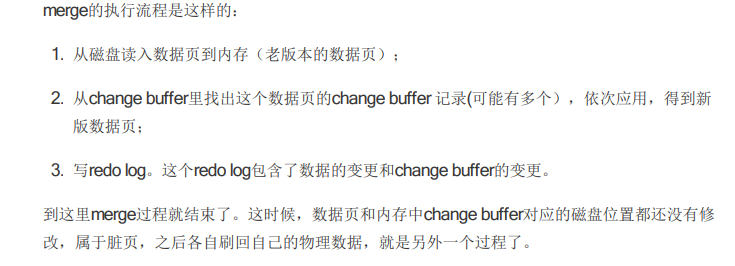 merge的执行流程是这样的：
1. 从磁盘读入数据页到内存（老版本的数据页）；
2. 从change buffer里找出这个数据页的change buffer 记录(可能有多个），依次应用，得到新
版数据页；
3. 写redo log。这个redo log包含了数据的变更和change buffer的变更。
到这里merge过程就结束了。这时候，数据页和内存中change buffer对应的磁盘位置都还没有修
改，属于脏页，之后各自刷回自己的物理数据，就是另外一个过程了。